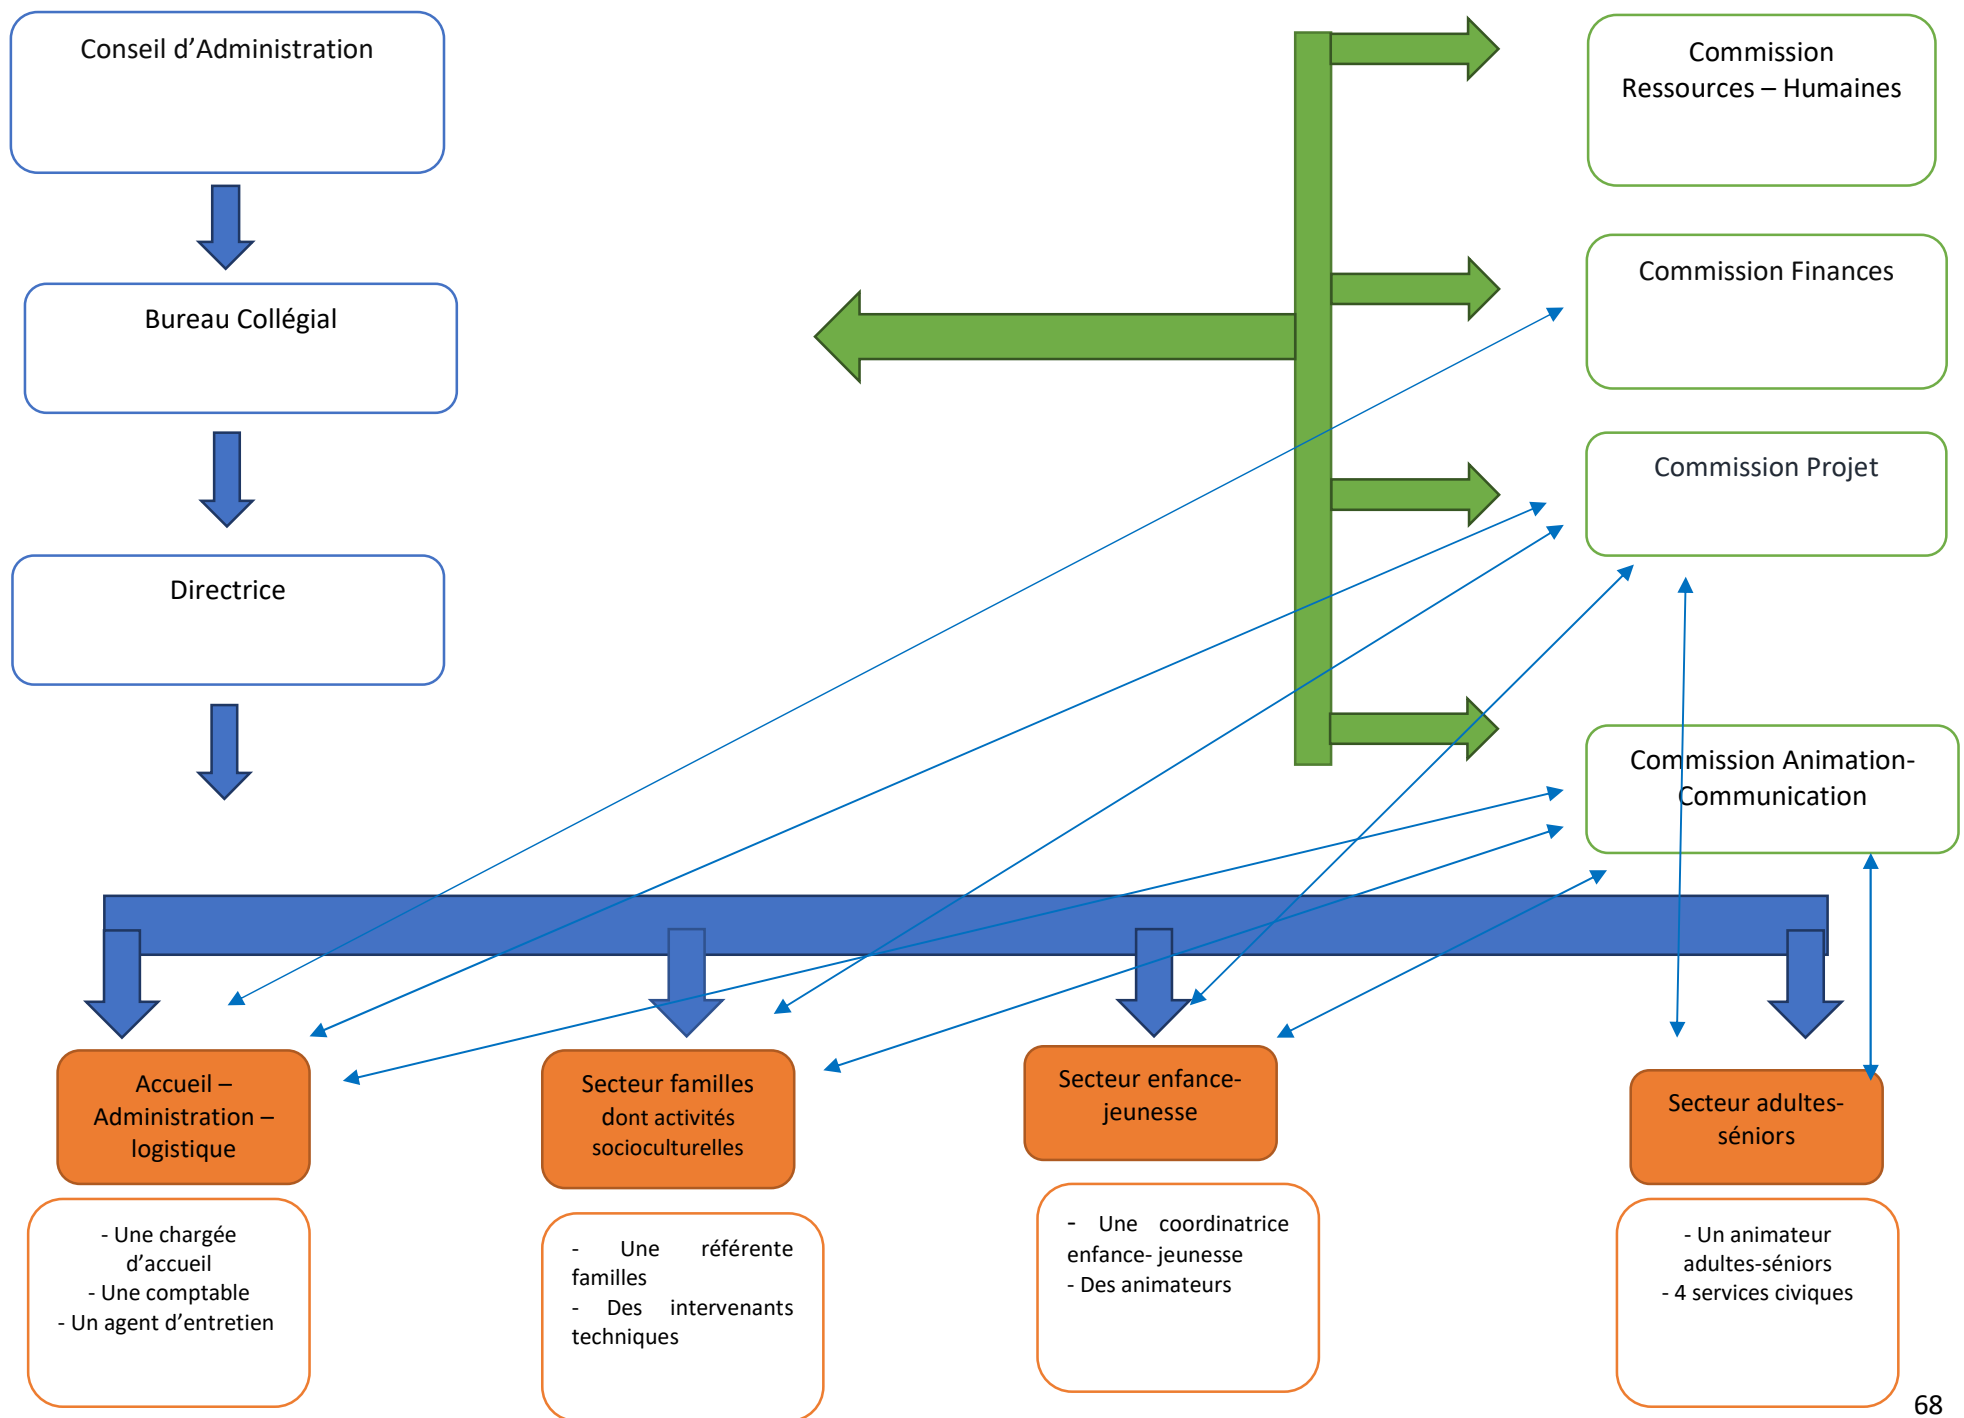 Conseil d’Administration
Bureau Collégial
Directrice
Commission
Ressources – Humaines
Commission Finances
Commission Projet
Commission Animation-
Communication
Accueil –
Administration –
logistique
- Une chargée
d’accueil
- Une comptable
- Un agent d’entretien
Secteur familles
dont activités
socioculturelles
- Une référente
familles
- Des intervenants
techniques
Secteur enfance-
jeunesse
- Une coordinatrice
enfance- jeunesse
- Des animateurs
Secteur adultes-
séniors
- Un animateur
adultes-séniors
- 4 services civiques
68